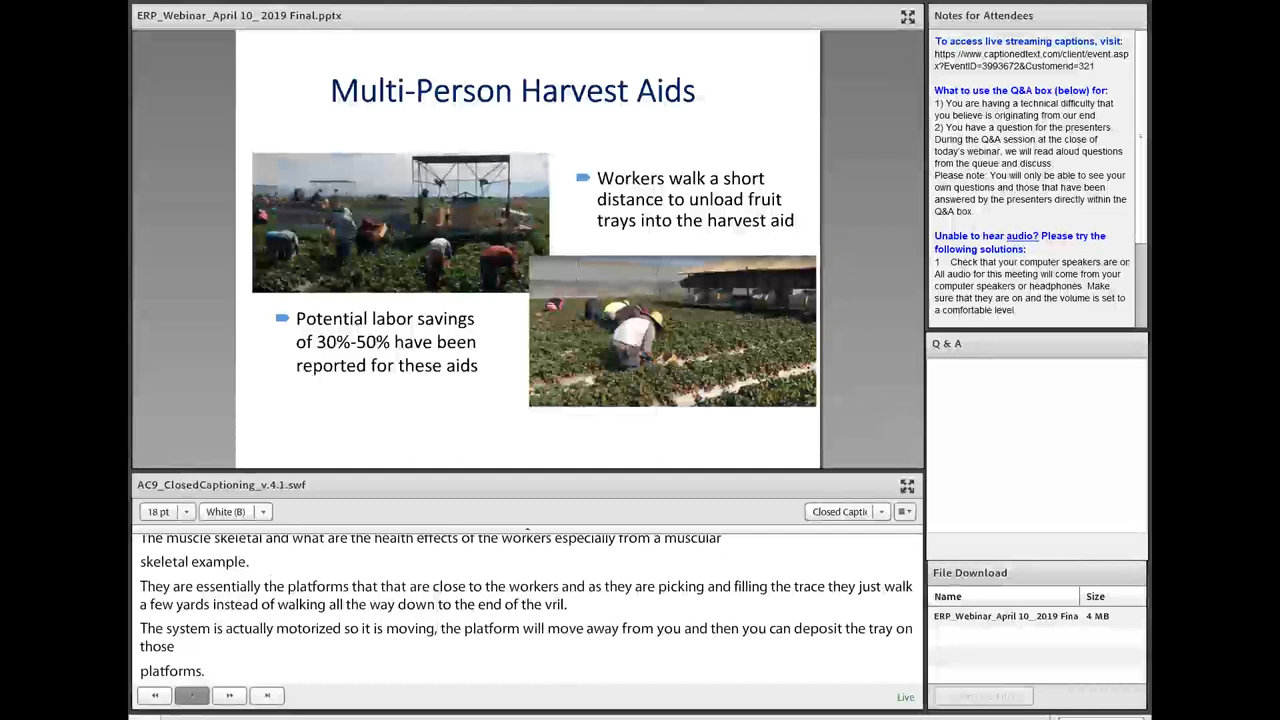 ERP_Webinar_April 10_ 2019 Final.pptx
Multi-Person Harvest Aids
Workers walk a short
distance to unload fruit
trays into the harvest aid
Potential labor savings
of 30%-50% have been
reported for these aids
AC9_ClosedCaptioning_v.4.1.swf
18 pt
White (B)
Closed Capti
The muscle skeletal and what are the health effects of the workers especially from a muscular
skeletal example.
They are essentially the platforms that that are close to the workers and as they are picking and filling the trace they just walk
a few yards instead of walking all the way down to the end of the vril.
The system is actually motorized so it is moving, the platform will move away from you and then you can deposit the tray on
those
platforms.
Live
Notes for Attendees
To access live streaming captions, visit:
https://www.captionedtext.com/client/event.asp
x?EventID=3993672&Customerid=321
What to use the Q&A box (below) for:
1) You are having a technical difficulty that
you believe is originating from our end
2) You have a question for the presenters.
During the Q&A session at the close of
today's webinar, we will read aloud questions
from the queue and discuss.
Please note: You will only be able to see your
own questions and those that have been
answered by the presenters directly within the
Q&A box.
Unable to hear audio? Please try the
following solutions:
1 Check that your computer speakers are on
All audio for this meeting will come from your
computer speakers or headphones. Make
sure that they are on and the volume is set to
a comfortable level.
Q & A
File Download
Name Size
ERP_Webinar_April 10_ 2019 Fina 4 MB